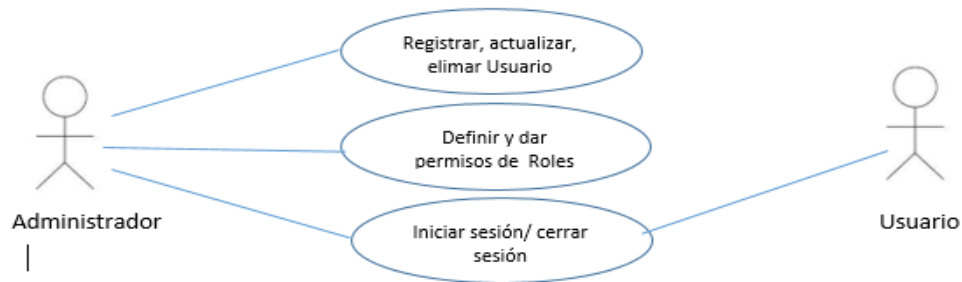 Registrar, actualizar,
elimar Usuario
Definir y dar
permisos de Roles
Administrador
Usuario
Iniciar sesión/ cerrar
sesión